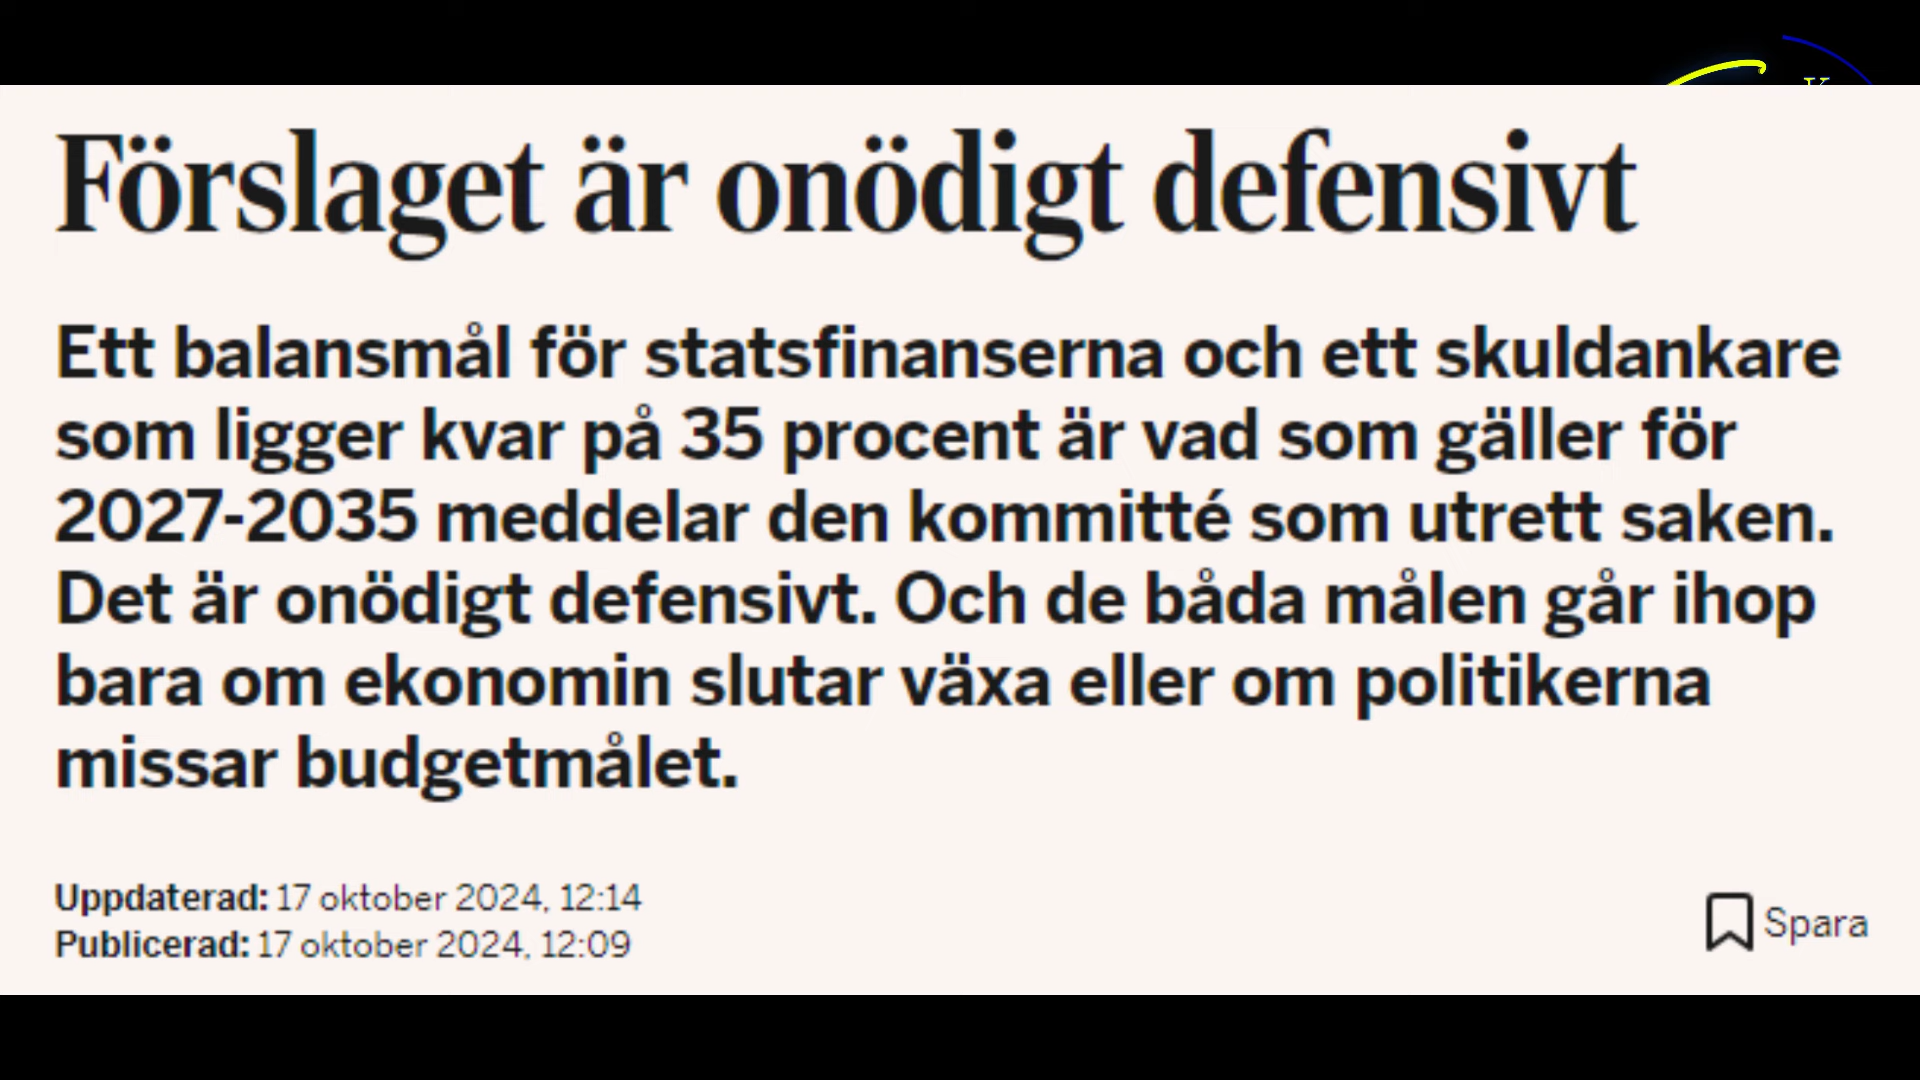 Förslaget är onödigt defensivt
Ett balansmål för statsfinanserna och ett skuldankare
som ligger kvar på 35 procent är vad som gäller för
2027-2035 meddelar den kommitté som utrett saken.
Det är onödigt defensivt. Och de båda målen går ihop
bara om ekonomin slutar växa eller om politikerna
missar budgetmålet.
Uppdaterad: 17 oktober 2024, 12:14
Publicerad: 17 oktober 2024, 12:09
Spara